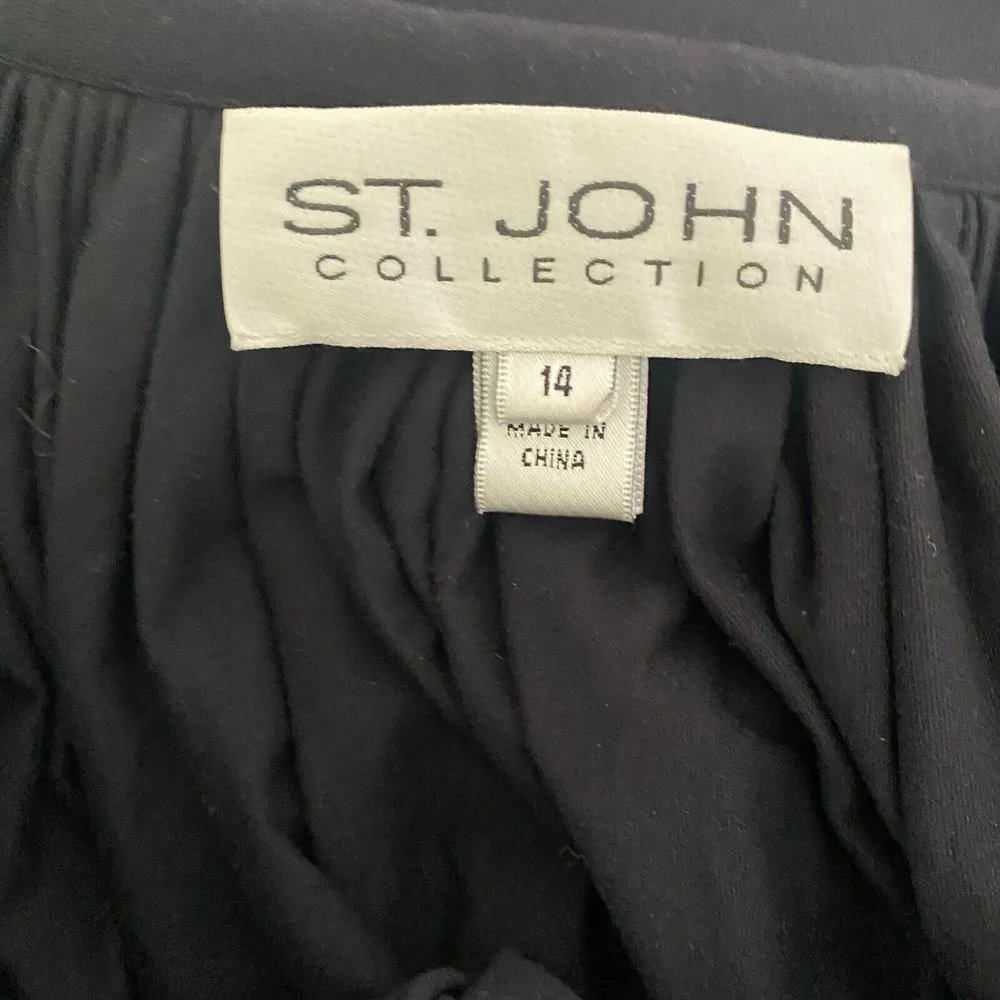 ST. JOHN
COLLECTION
14
MADE IN
CHINA